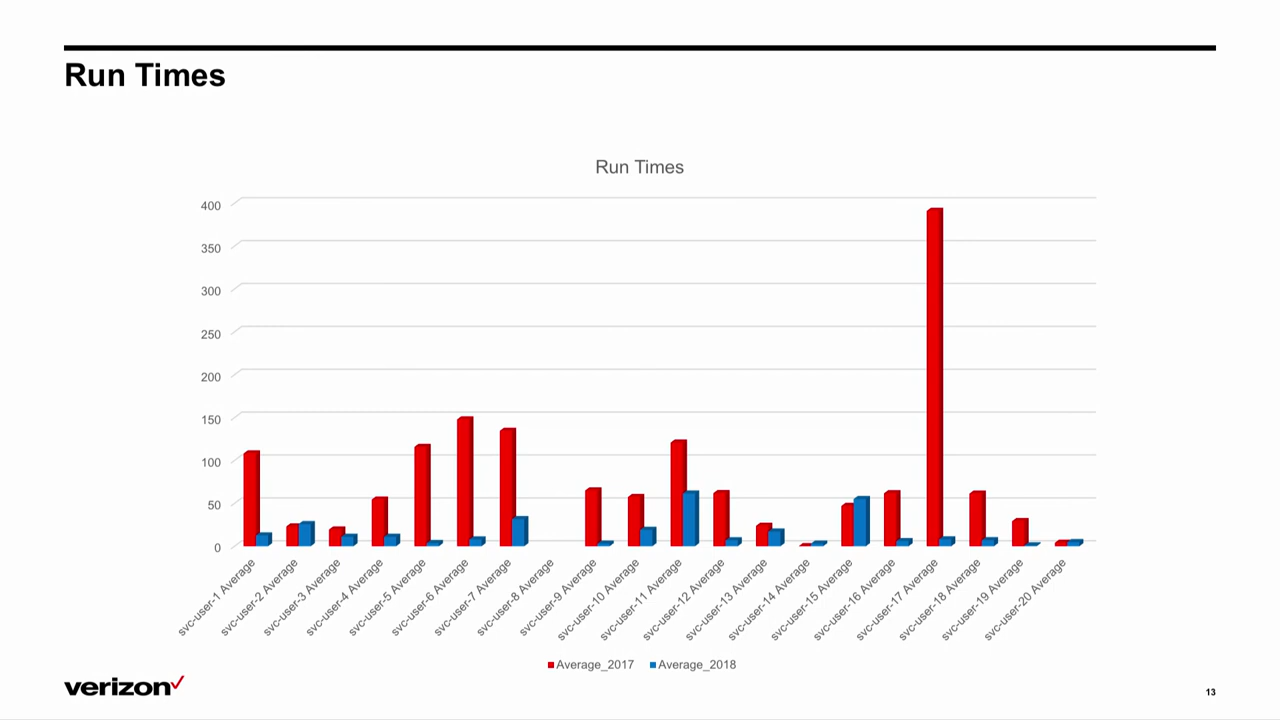 Run Times
Run Times
400
350
300
250
200
150
100
50
0
svc-user-1 Average
svc-user-2 Average
svc-user-3 Average
svc-user-4 Average
svc-user-5 Average
svc-user-6 Average
svc-user-7 Average
svc-user-8 Average
svc-user-9 Average
svc-user-10 Average
svc-user-11 Average
svc-user-12 Average
svc-user-13 Average
svc-user-14 Average
svc-user-15 Average
svc-user-16 Average
svc-user-17 Average
svc-user-18 Average
svc-user-19 Average
svc-user-20 Average
Average_2017 Average_2018
verizon
13